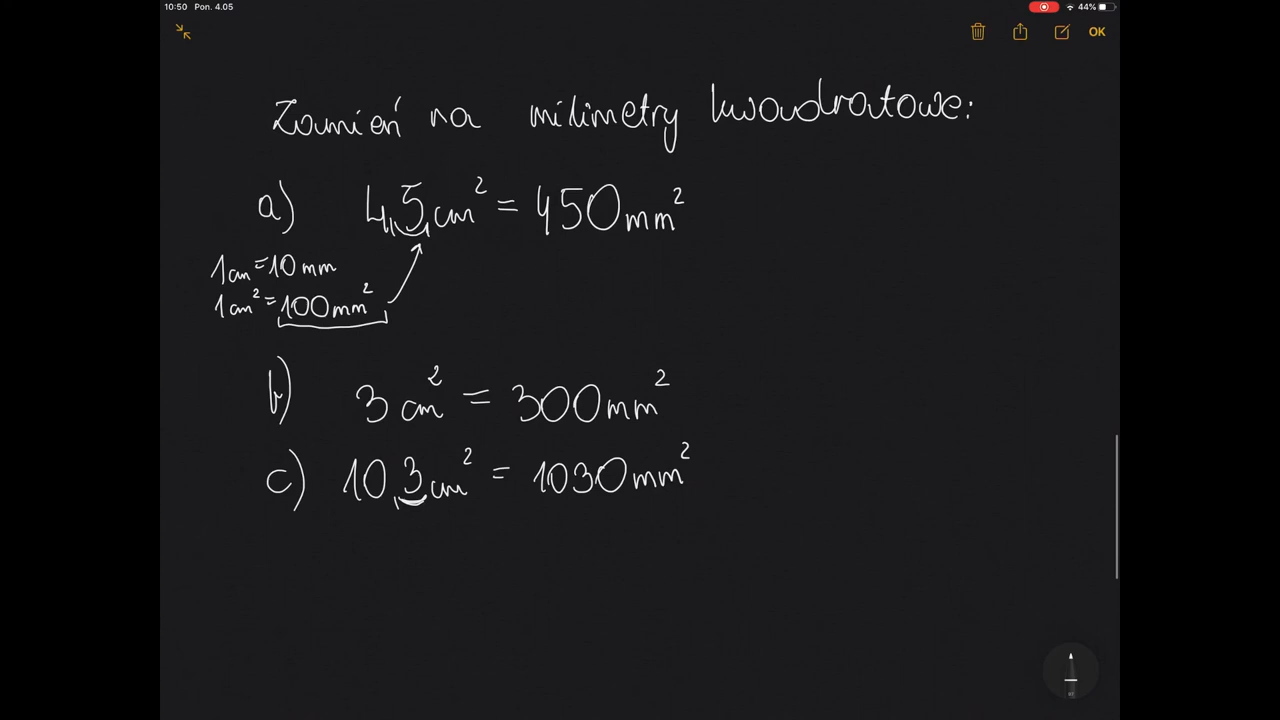 10:50 Pon. 4.05 44%
OK
Zamień na milimetry kwadratowe:
a) 4,5 cm² = 450 mm²
1 cm = 10 mm
1 cm² = 100 mm²
b) 3 cm² = 300 mm²
c) 10,3 cm² = 1030 mm²